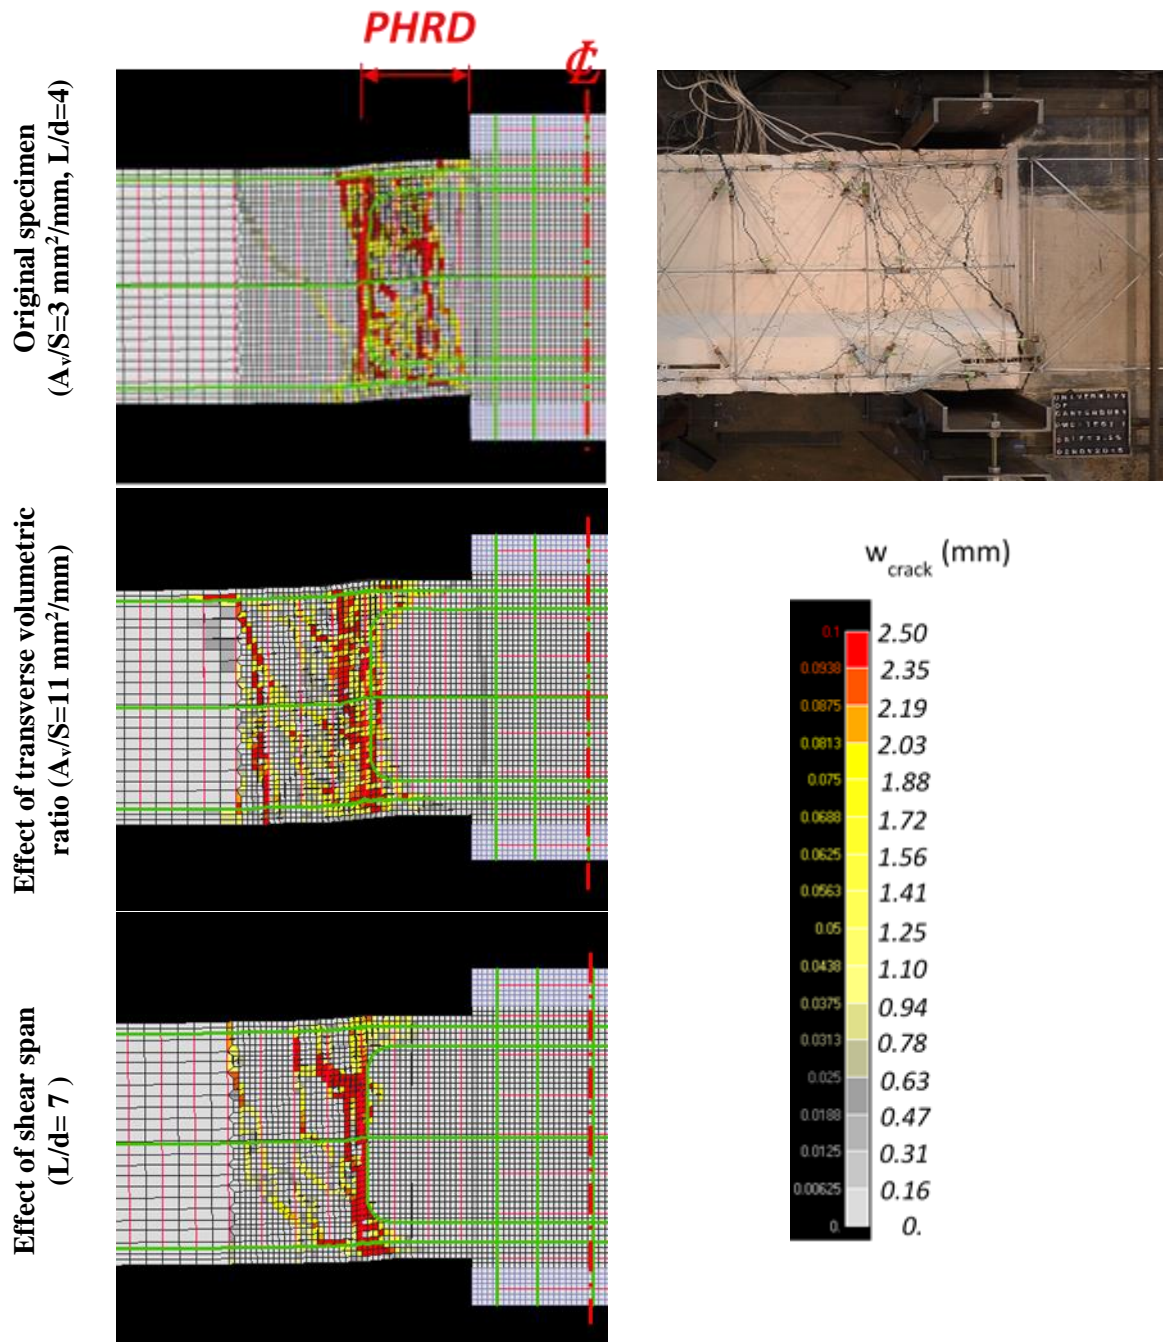 PHRD
℄
Original specimen
(Av/S=3 mm²/mm, L/d=4)
UNIVERSITY
OF
CANTERBURY
Effect of transverse volumetric
ratio (Av/S=11 mm²/mm)
Effect of shear span
(L/d= 7 )
w crack (mm)
0.1 2.50
0.0938 2.35
0.0875 2.19
0.0813 2.03
0.075 1.88
0.0688 1.72
0.0625 1.56
0.0563 1.41
0.05 1.25
0.0438 1.10
0.0375 0.94
0.0313 0.78
0.025 0.63
0.0188 0.47
0.0125 0.31
0.00625 0.16
0. 0.